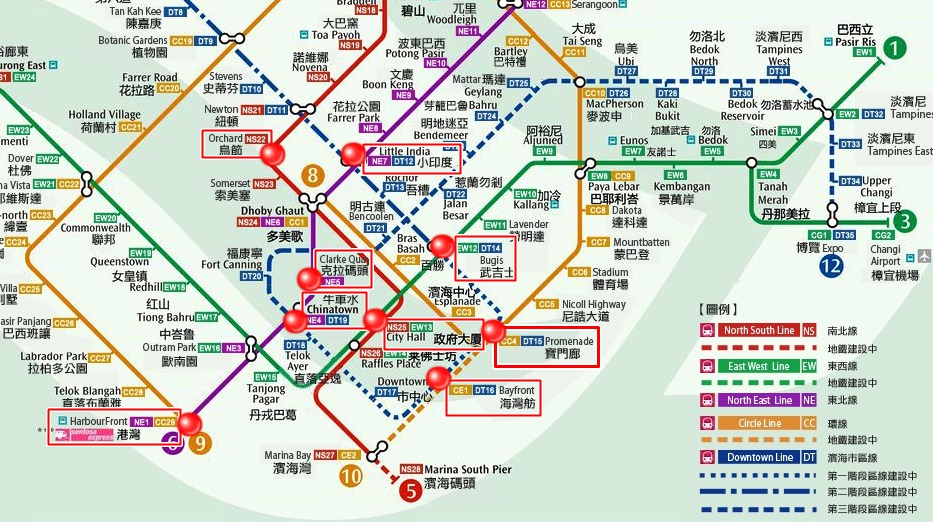 DT8
Tan Kah Kee
陳嘉庚
Botanic Gardens CC19 DT9
植物園
Farrer Road
花拉路 CC20
Holland Village
荷蘭村 CC21
Stevens
史蒂芬 DT10
Newton NS21 DT11
紐頓
Orchard NS22
烏節
Somerset NS23
索美塞
Dhoby Ghaut
NS24 NE6 CC1
多美歌
8
NS18
Braddell
大巴窯
Toa Payoh NS19
諾維娜
Novena
NS20
碧山
兀里
Woodleigh
NE11
波東巴西
Potong Pasir NE10
文慶
Boon Keng
NE9
花拉公園
Farrer Park
NE8
Little India
NE7 DT12 小印度
Rochor
DT13 梧槽
明古連
Bencoolen
DT21
NE12 CC13 Serangoon
Bartley CC12
巴特禮
大成
Tai Seng
CC11
Mattar 瑪達 DT25
Geylang
Bahru
DT24
芽籠巴魯
明地迷亞
Bendemeer
DT23
惹蘭勿剎
DT22
Jalan
Besar
烏美
Ubi
DT27
勿洛北
Bedok
North
DT29
淡濱尼西
Tampines
West
DT31
巴西立
Pasir Ris
EW1
1
CC10 DT26
MacPherson
麥波申
DT28
Kaki
Bukit
DT30
Bedok
Reservoir
勿洛蓄水池
EW2 DT32
淡濱尼
Tampines
DT33
淡濱尼東
Tampines East
DT34 Upper
Changi
樟宜上段
3
CG1 DT35
博覽 Expo
12
CG2
Changi
Airport
樟宜機場
Simei EW3
四美
EW4
Tanah
Merah
丹那美拉
勿洛
Bedok
EW5
EW6
Kembangan
景萬岸
加基武吉
Eunos
EW7 友諾士
EW8 CC9
Paya Lebar
巴耶利峇
阿裕尼
Aljunied
EW9
EW10
加冷
Kallang
Lavender
EW11
CC8
Dakota
達科達
CC7 Mountbatten
蒙巴登
CC6 Stadium
體育場
CC5
Nicoll Highway
尼誥大道
EW12 DT14
Bugis
武吉士
Bras
Basah
百勝
CC2
濱海中心
Esplanade
CC3
CC4 DT15 Promenade
寶門廊
NS25 EW13
City Hall
政府大廈
NS26 EW14
Raffles Place
萊佛士坊
CE1 DT16 Bayfront
海灣舫
Downtown
DT17 市中心
Marina Bay NS27 CE2
濱海灣
10
NS28 Marina South Pier
濱海碼頭
5
福康寧
Fort Canning
DT20
Clarke Quay
克拉碼頭
NE5
牛車水
Chinatown
NE4 DT19
DT18
Telok
Ayer
直落亞逸
EW15
Tanjong
Pagar
丹戎巴葛
中峇魯
Outram Park
歐南園
EW16 NE3
红山
Tiong Bahru
EW17
女皇鎮
Redhill EW18
Queenstown
EW19
Commonwealth
聯邦
EW20
EW21 CC22
EW22
Dover
杜佛
EW23
EW24
CC24
CC25
CC26
Labrador Park
拉柏多公園
CC27
Telok Blangah
直落布蘭雅
CC28
HarbourFront NE1 CC29
sentosa express 港灣
6
9
【圖例】
North South Line NS 南北線
地鐵建設中
East West Line EW 東西線
地鐵建設中
North East Line NE 東北線
Circle Line CC 環線
地鐵建設中
Downtown Line DT 濱海市區線
第一階段區線建設中
第二階段區線建設中
第三階段區線建設中